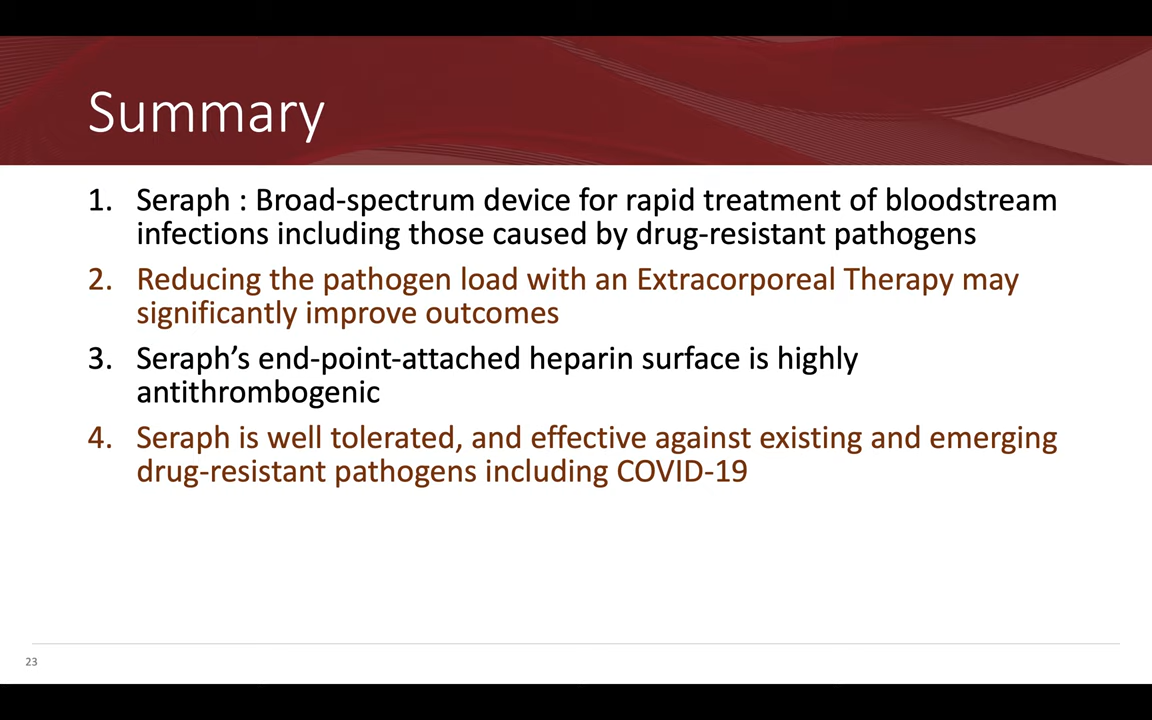 Summary
1. Seraph : Broad-spectrum device for rapid treatment of bloodstream
infections including those caused by drug-resistant pathogens
2. Reducing the pathogen load with an Extracorporeal Therapy may
significantly improve outcomes
3. Seraph’s end-point-attached heparin surface is highly
antithrombogenic
4. Seraph is well tolerated, and effective against existing and emerging
drug-resistant pathogens including COVID-19
23